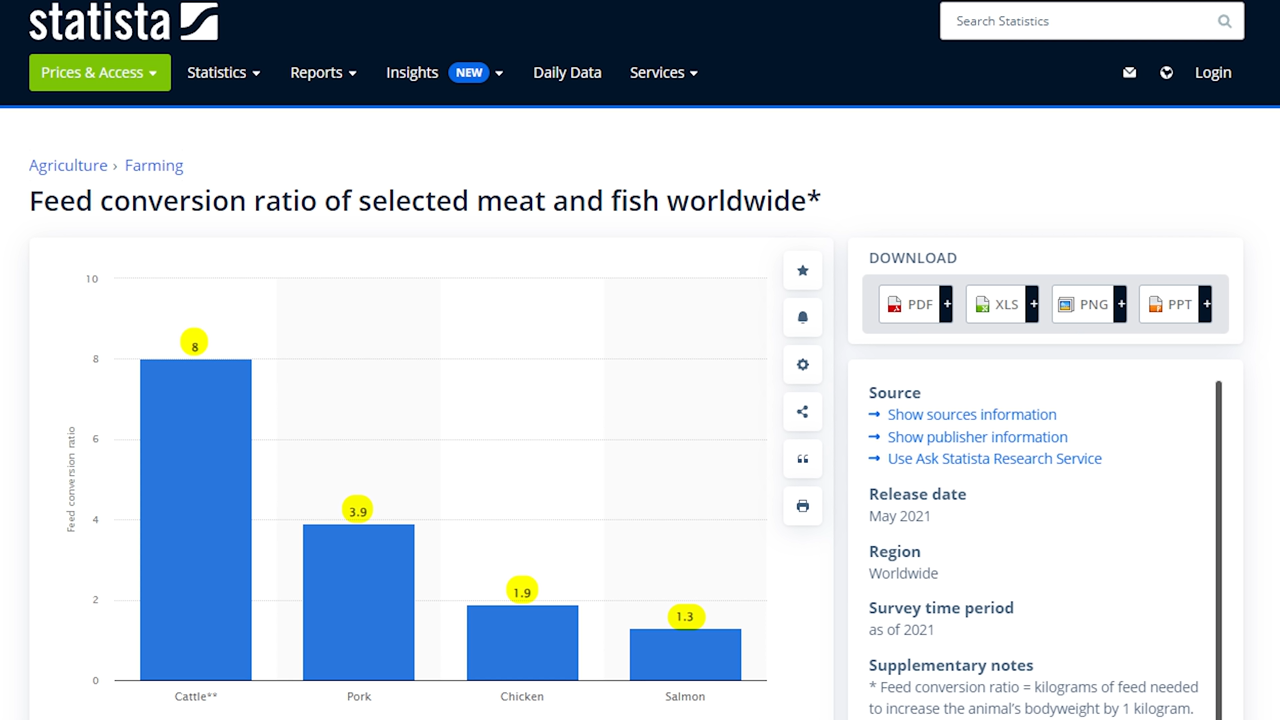 statista
Search Statistics
Prices & Access
Statistics
Reports
Insights NEW
Daily Data
Services
Login
Agriculture › Farming
Feed conversion ratio of selected meat and fish worldwide*
Feed conversion ratio
10
8
6
4
2
0
8
3.9
1.9
1.3
Cattle**
Pork
Chicken
Salmon
DOWNLOAD
PDF +
XLS +
PNG +
PPT +
Source
→ Show sources information
→ Show publisher information
→ Use Ask Statista Research Service
Release date
May 2021
Region
Worldwide
Survey time period
as of 2021
Supplementary notes
* Feed conversion ratio = kilograms of feed needed
to increase the animal's bodyweight by 1 kilogram.